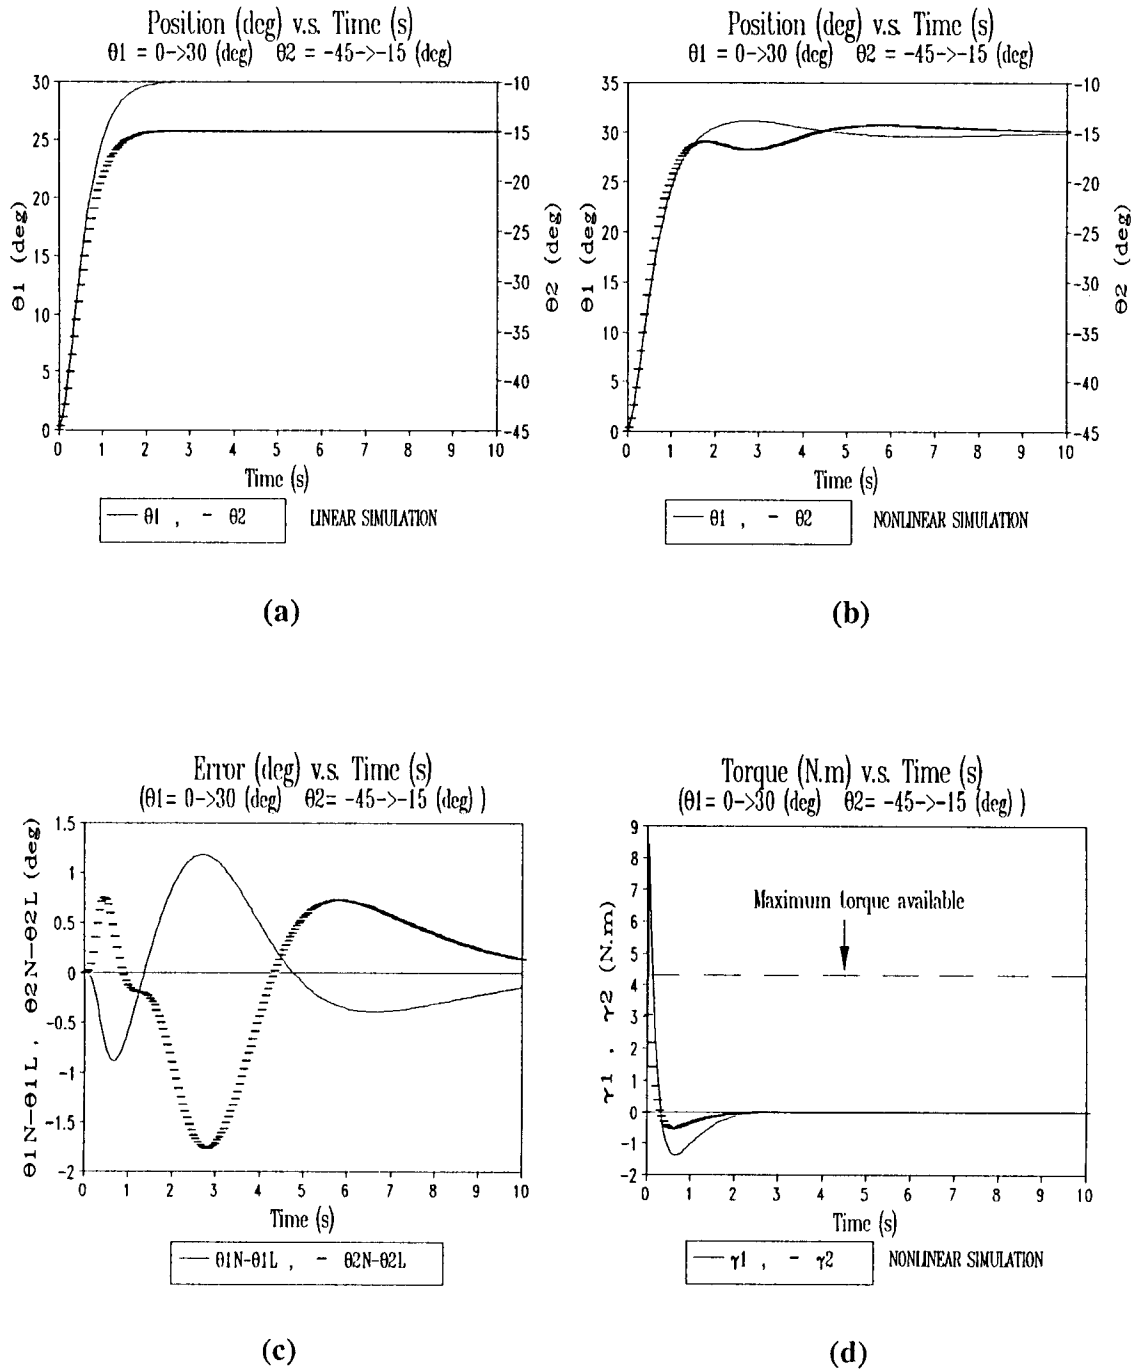 Position (deg) v.s. Time (s)
θ1 = 0->30 (deg) θ2 = -45->-15 (deg)
30
25
20
15
10
5
0
θ1 (deg)
-10
-15
-20
-25
-30
-35
-40
-45
θ2 (deg)
0 1 2 3 4 5 6 7 8 9 10
Time (s)
θ1 , - θ2 LINEAR SIMULATION
(a)
Position (deg) v.s. Time (s)
θ1 = 0->30 (deg) θ2 = -45->-15 (deg)
35
30
25
20
15
10
5
0
θ1 (deg)
-10
-15
-20
-25
-30
-35
-40
-45
θ2 (deg)
0 1 2 3 4 5 6 7 8 9 10
Time (s)
θ1 , - θ2 NONLINEAR SIMULATION
(b)
Error (deg) v.s. Time (s)
(θ1= 0->30 (deg) θ2= -45->-15 (deg) )
1.5
1
0.5
0
-0.5
-1
-1.5
-2
θ1N-θ1L , θ2N-θ2L (deg)
0 1 2 3 4 5 6 7 8 9 10
Time (s)
θ1N-θ1L , - θ2N-θ2L
(c)
Torque (N.m) v.s. Time (s)
(θ1= 0->30 (deg) θ2= -45->-15 (deg) )
9
8
7
6
5
4
3
2
1
0
-1
-2
γ1 , γ2 (N.m)
Maximum torque available
0 1 2 3 4 5 6 7 8 9 10
Time (s)
γ1 , - γ2 NONLINEAR SIMULATION
(d)